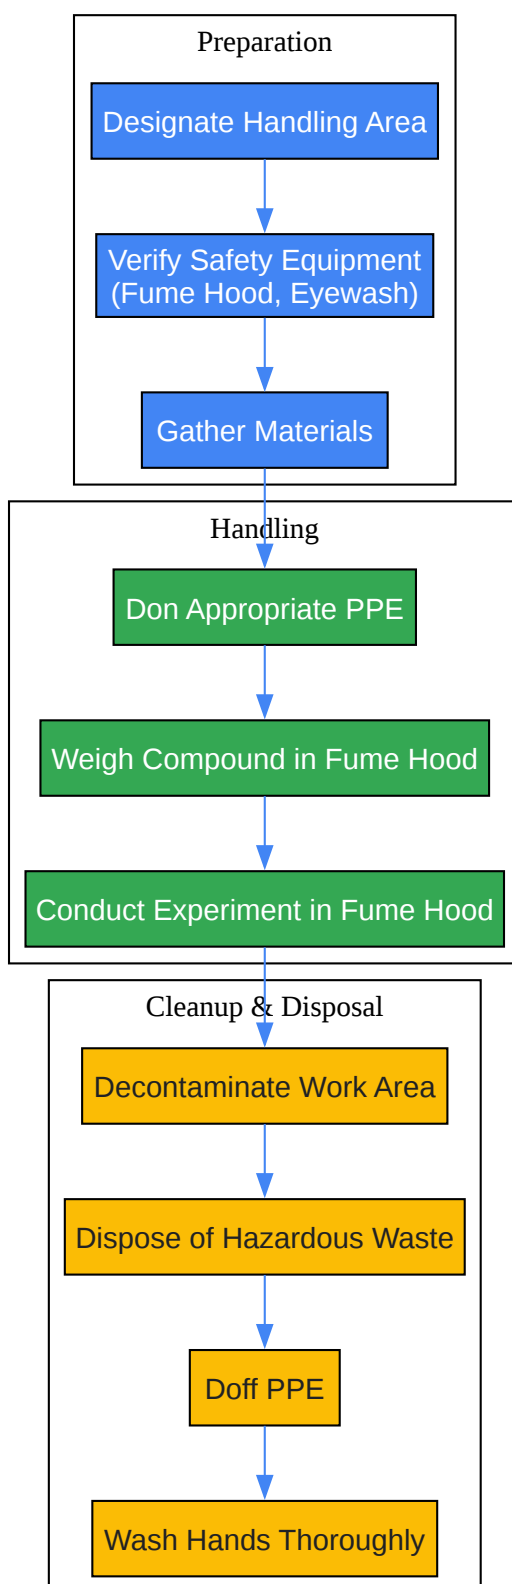 Preparation
Designate Handling Area
Verify Safety Equipment
(Fume Hood, Eyewash)
Gather Materials
Handling
Don Appropriate PPE
Weigh Compound in Fume Hood
Conduct Experiment in Fume Hood
Cleanup & Disposal
Decontaminate Work Area
Dispose of Hazardous Waste
Doff PPE
Wash Hands Thoroughly